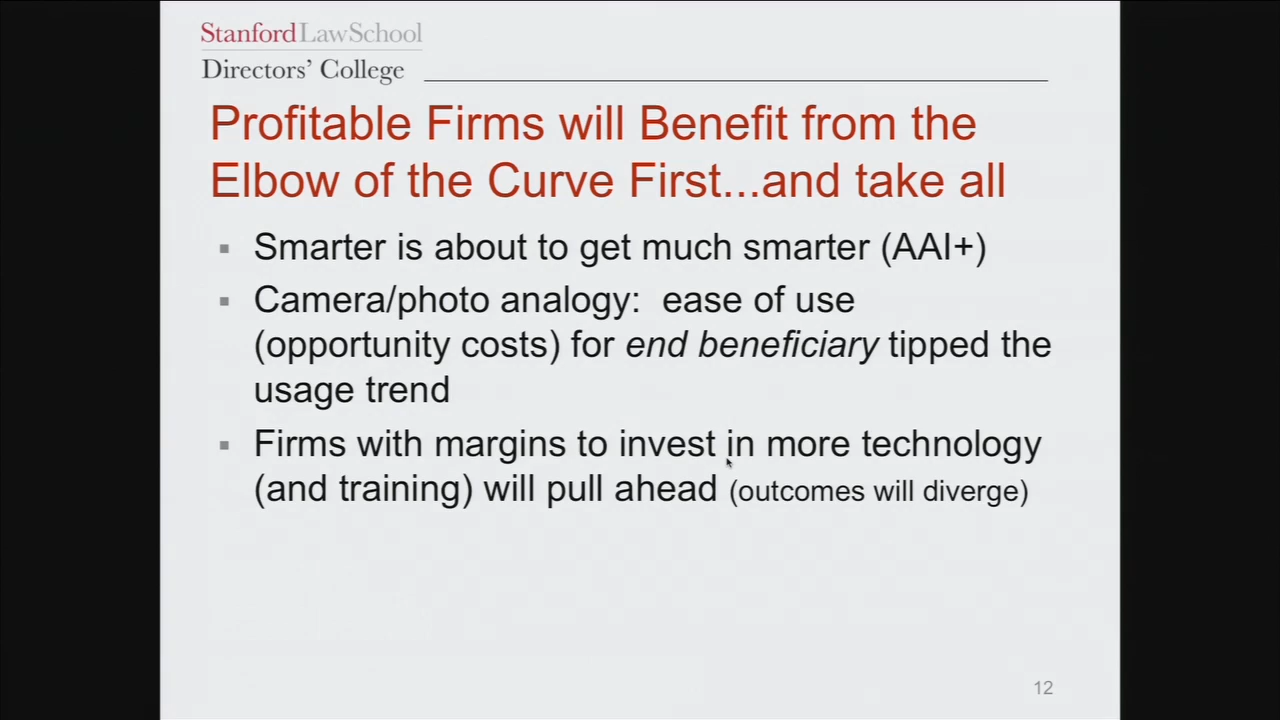 StanfordLawSchool
Directors’ College
Profitable Firms will Benefit from the
Elbow of the Curve First...and take all
▪ Smarter is about to get much smarter (AAI+)
▪ Camera/photo analogy: ease of use
(opportunity costs) for end beneficiary tipped the
usage trend
▪ Firms with margins to invest in more technology
(and training) will pull ahead (outcomes will diverge)
12